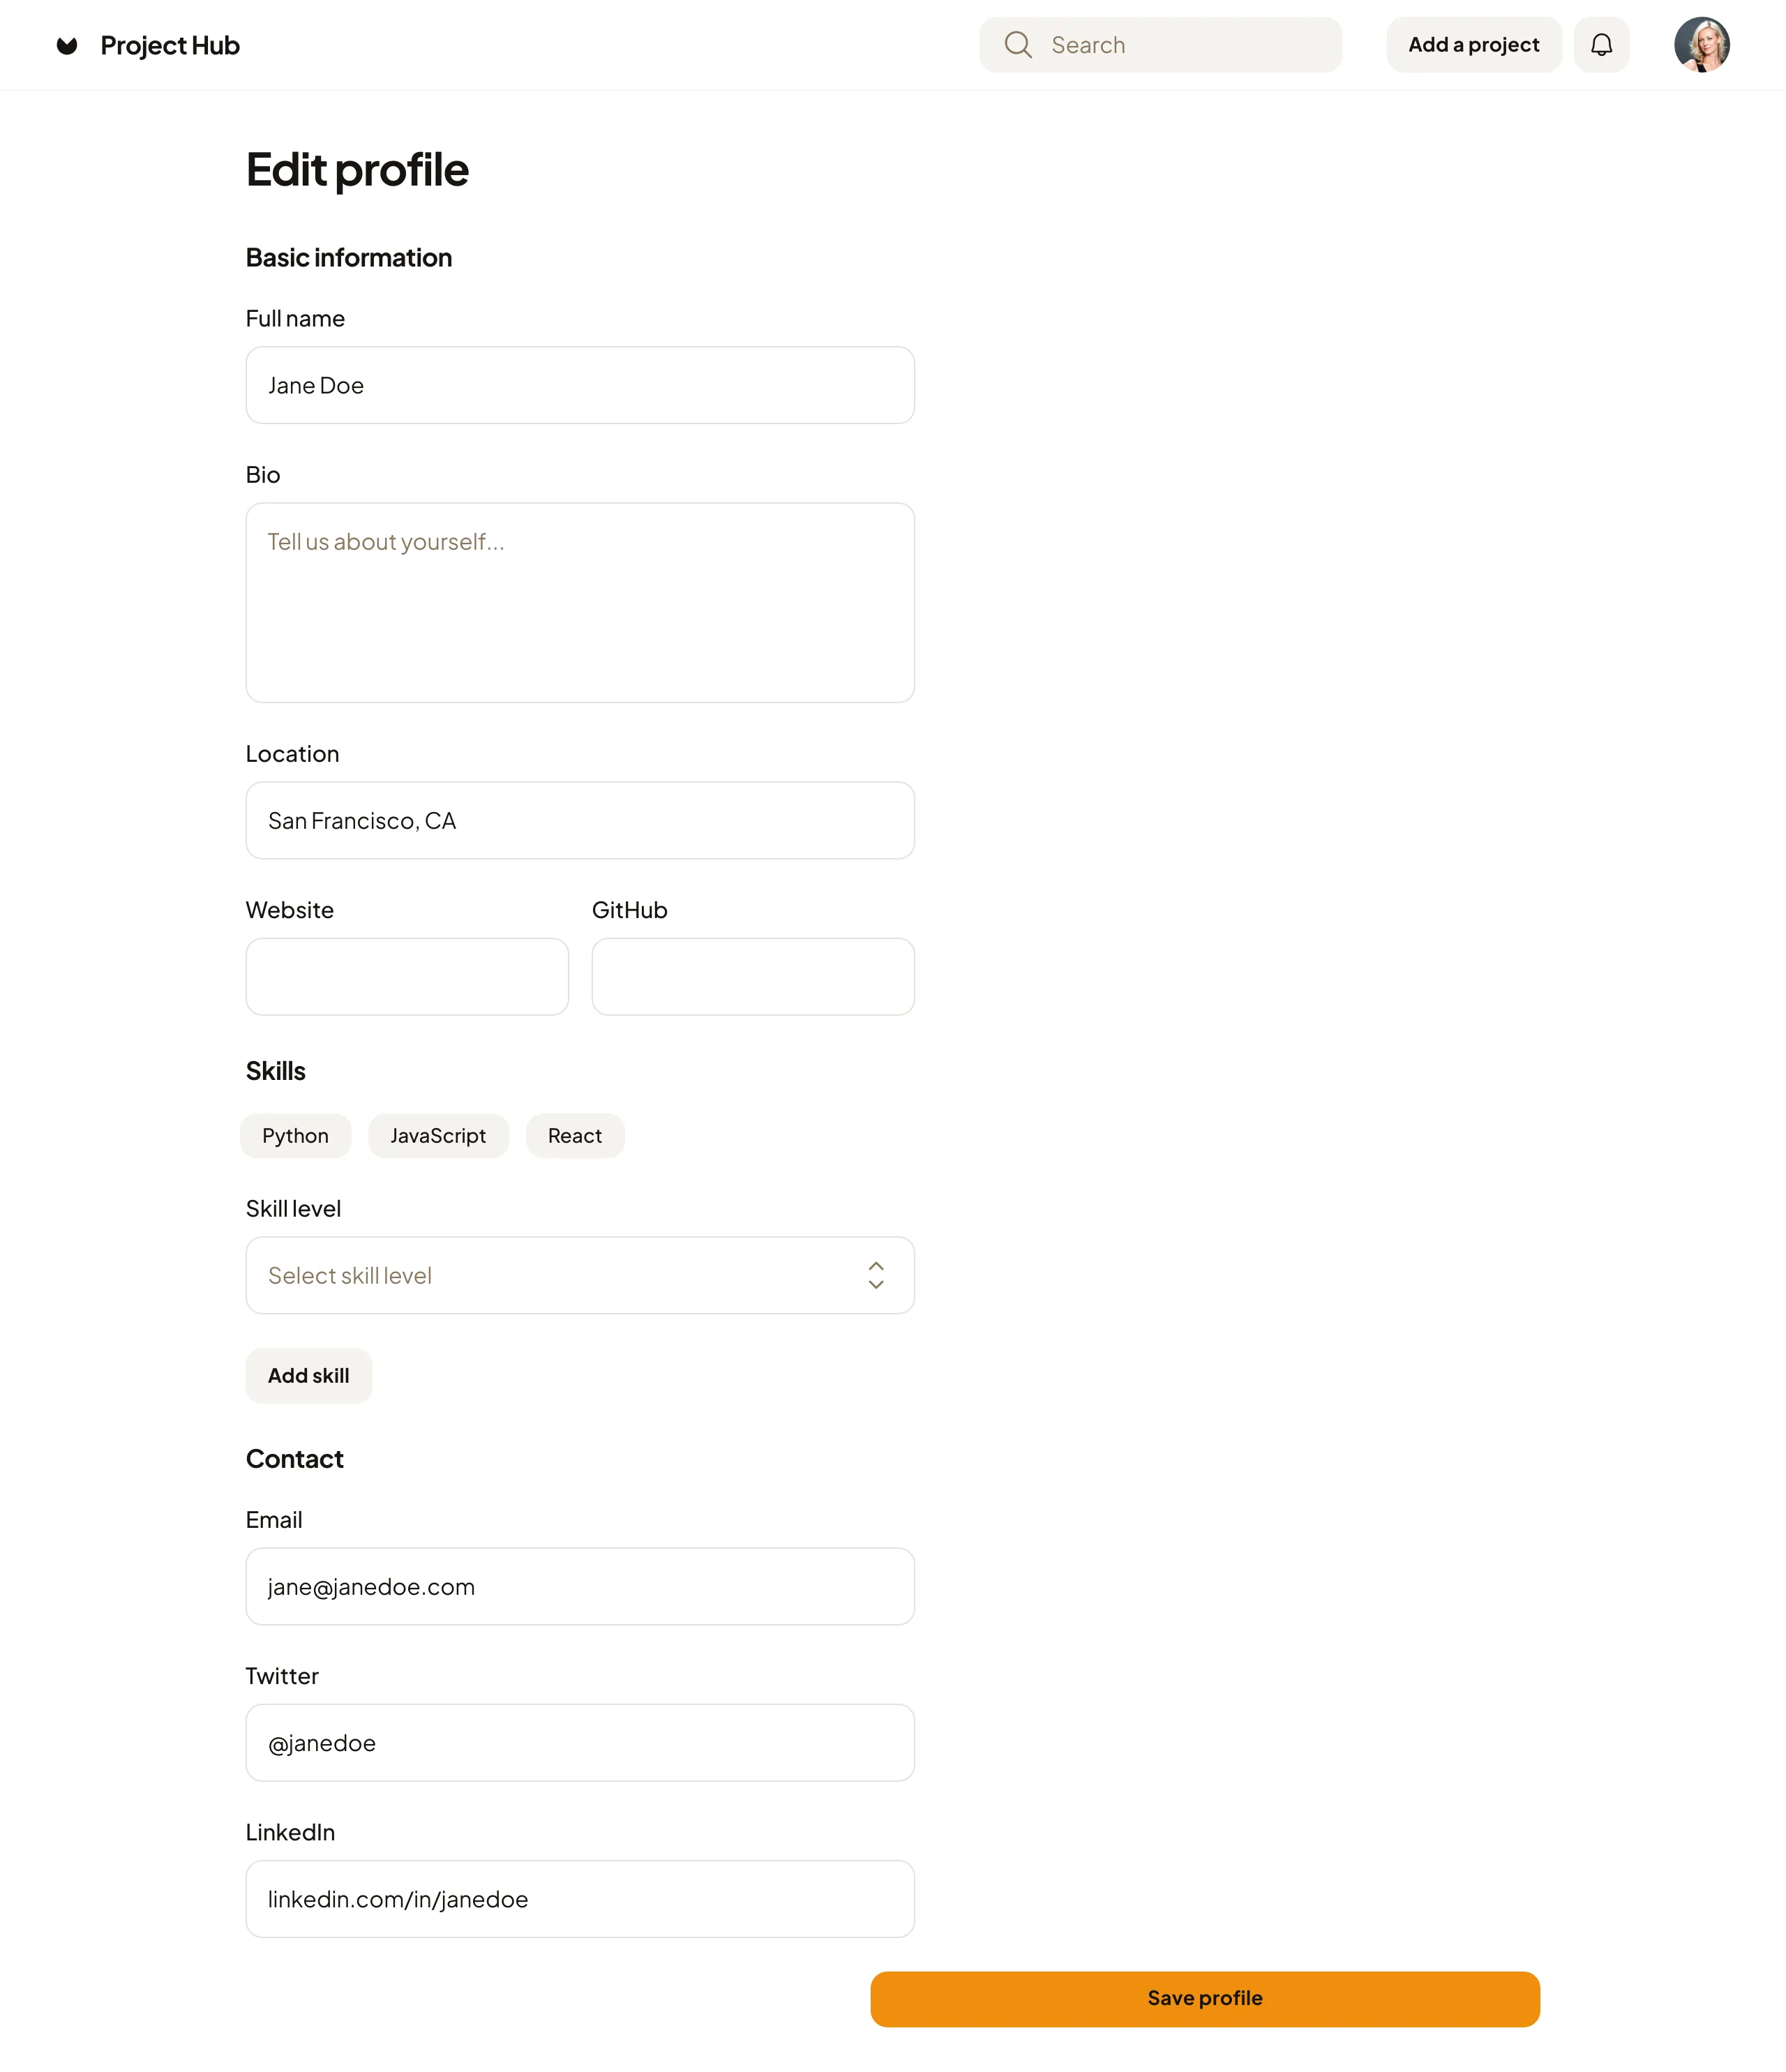 Project Hub
Search
Add a project
Edit profile
Basic information
Full name
Jane Doe
Bio
Tell us about yourself...
Location
San Francisco, CA
Website
GitHub
Skills
Python
JavaScript
React
Skill level
Select skill level
Add skill
Contact
Email
jane@janedoe.com
Twitter
@janedoe
LinkedIn
linkedin.com/in/janedoe
Save profile